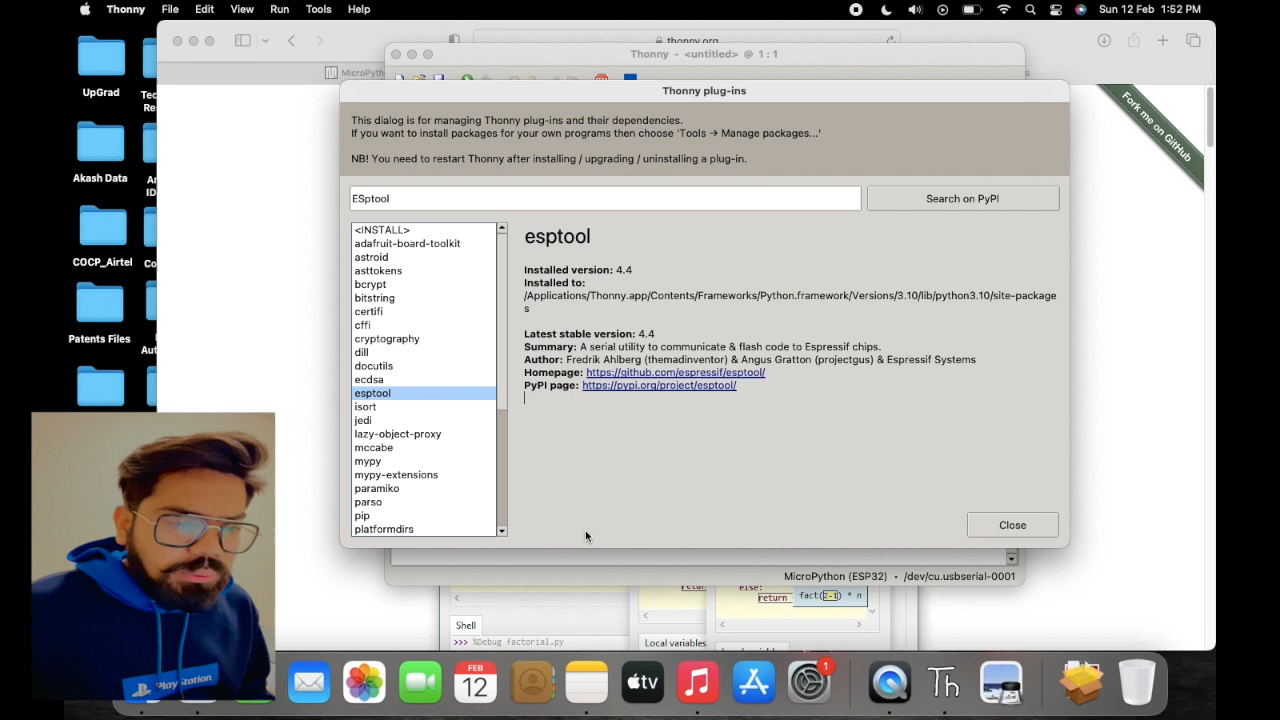 Thonny File Edit View Run Tools Help
Sun 12 Feb 1:52 PM
thonny.org
Thonny - <untitled> @ 1 : 1
MicroPyth
Thonny plug-ins
Fork me on GitHub
UpGrad
This dialog is for managing Thonny plug-ins and their dependencies.
If you want to install packages for your own programs then choose 'Tools → Manage packages...'
NB! You need to restart Thonny after installing / upgrading / uninstalling a plug-in.
Akash Data
ESptool
Search on PyPI
<INSTALL>
adafruit-board-toolkit
astroid
asttokens
bcrypt
bitstring
certifi
cffi
cryptography
dill
docutils
ecdsa
esptool
isort
jedi
lazy-object-proxy
mccabe
mypy
mypy-extensions
paramiko
parso
pip
platformdirs
esptool
Installed version: 4.4
Installed to:
/Applications/Thonny.app/Contents/Frameworks/Python.framework/Versions/3.10/lib/python3.10/site-package
s
Latest stable version: 4.4
Summary: A serial utility to communicate & flash code to Espressif chips.
Author: Fredrik Ahlberg (themadinventor) & Angus Gratton (projectgus) & Espressif Systems
Homepage: https://github.com/espressif/esptool/
PyPI page: https://pypi.org/project/esptool/
COCP_Airtel
Patents Files
Close
MicroPython (ESP32) • /dev/cu.usbserial-0001
else:
return fact(2-1) * n
Shell
>>> %Debug factorial.py
Local variables
PlayStation
FEB
12
tv
1
Th